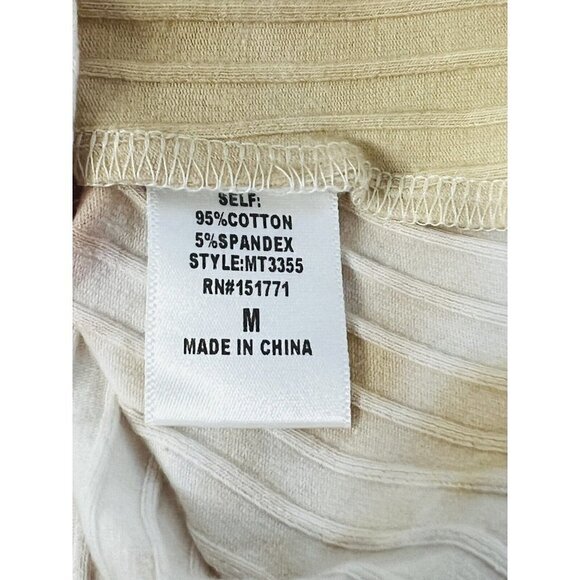 SELF:
95%COTTON
5%SPANDEX
STYLE:MT3355
RN#151771
M
MADE IN CHINA